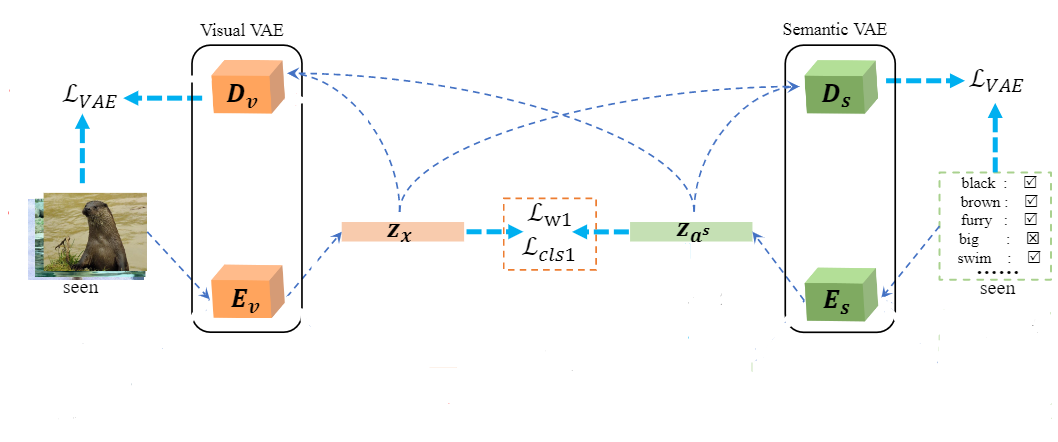 Visual VAE
Semantic VAE
D_v
D_s
ℒ_VAE
ℒ_VAE
black : ☑
brown : ☑
furry : ☑
big : ☒
swim : ☑
......
seen
z_x
ℒ_w1
ℒ_cls1
z_{a^s}
E_v
E_s
seen